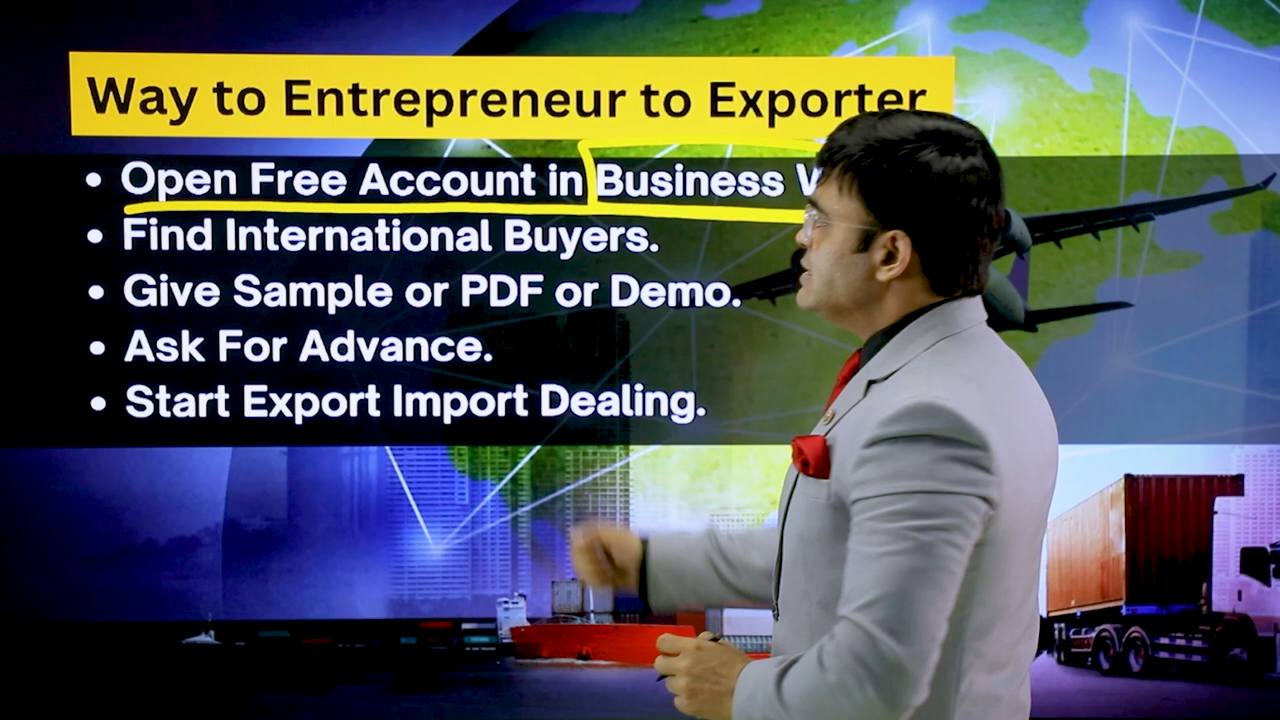 Way to Entrepreneur to Exporter
• Open Free Account in Business
• Find International Buyers.
• Give Sample or PDF or Demo.
• Ask For Advance.
• Start Export Import Dealing.